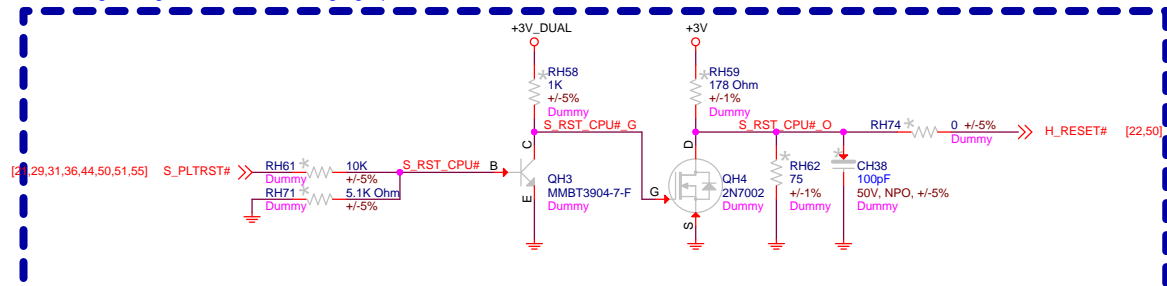 +3V_DUAL
+3V
RH58
1K
+/-5%
Dummy
RH59
178 Ohm
+/-1%
Dummy
S_RST_CPU#_G
S_RST_CPU#_O
RH74
0 +/-5%
Dummy
H_RESET# [22,50]
C
D
[21,29,31,36,44,50,51,55] S_PLTRST#
RH61
10K
Dummy
+/-5%
S_RST_CPU#
B
RH71
5.1K Ohm
Dummy
+/-5%
QH3
MMBT3904-7-F
Dummy
E
G
QH4
2N7002
Dummy
S
RH62
75
+/-1%
Dummy
CH38
100pF
50V, NPO, +/-5%
Dummy